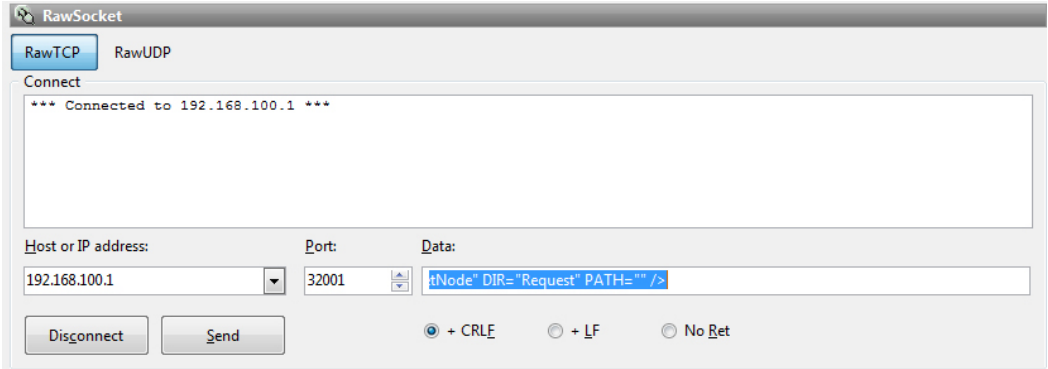 RawSocket
RawTCP RawUDP
Connect
*** Connected to 192.168.100.1 ***
Host or IP address: Port: Data:
192.168.100.1 32001 tNode" DIR="Request" PATH="" />
Disconnect Send + CRLF + LF No Ret